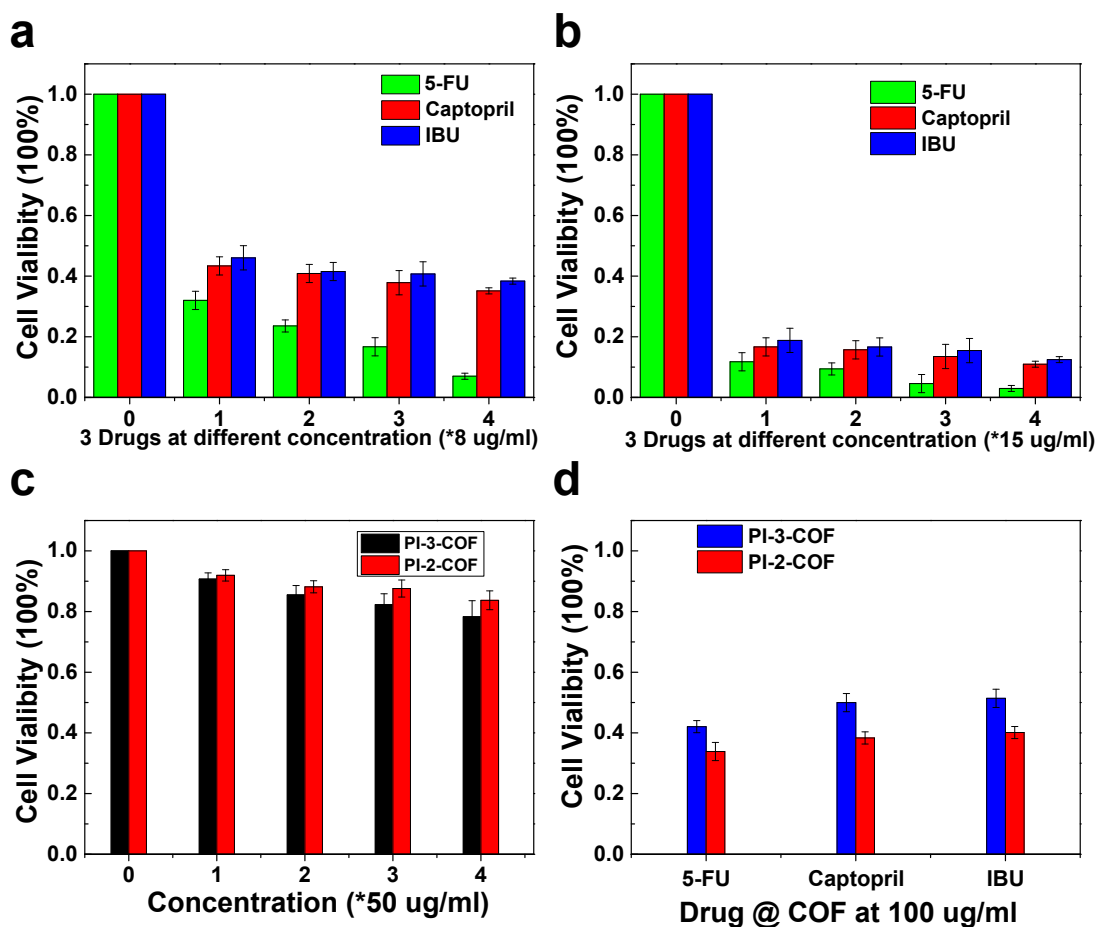 a
5-FU
Captopril
IBU
Cell Vialibity (100%)
1.0
0.8
0.6
0.4
0.2
0.0
0 1 2 3 4
3 Drugs at different concentration (*8 ug/ml)
b
5-FU
Captopril
IBU
Cell Viability (100%)
1.0
0.8
0.6
0.4
0.2
0.0
0 1 2 3 4
3 Drugs at different concentration (*15 ug/ml)
c
PI-3-COF
PI-2-COF
Cell Vialibity (100%)
1.0
0.8
0.6
0.4
0.2
0.0
0 1 2 3 4
Concentration (*50 ug/ml)
d
PI-3-COF
PI-2-COF
Cell Vialibity (100%)
1.0
0.8
0.6
0.4
0.2
0.0
5-FU Captopril IBU
Drug @ COF at 100 ug/ml